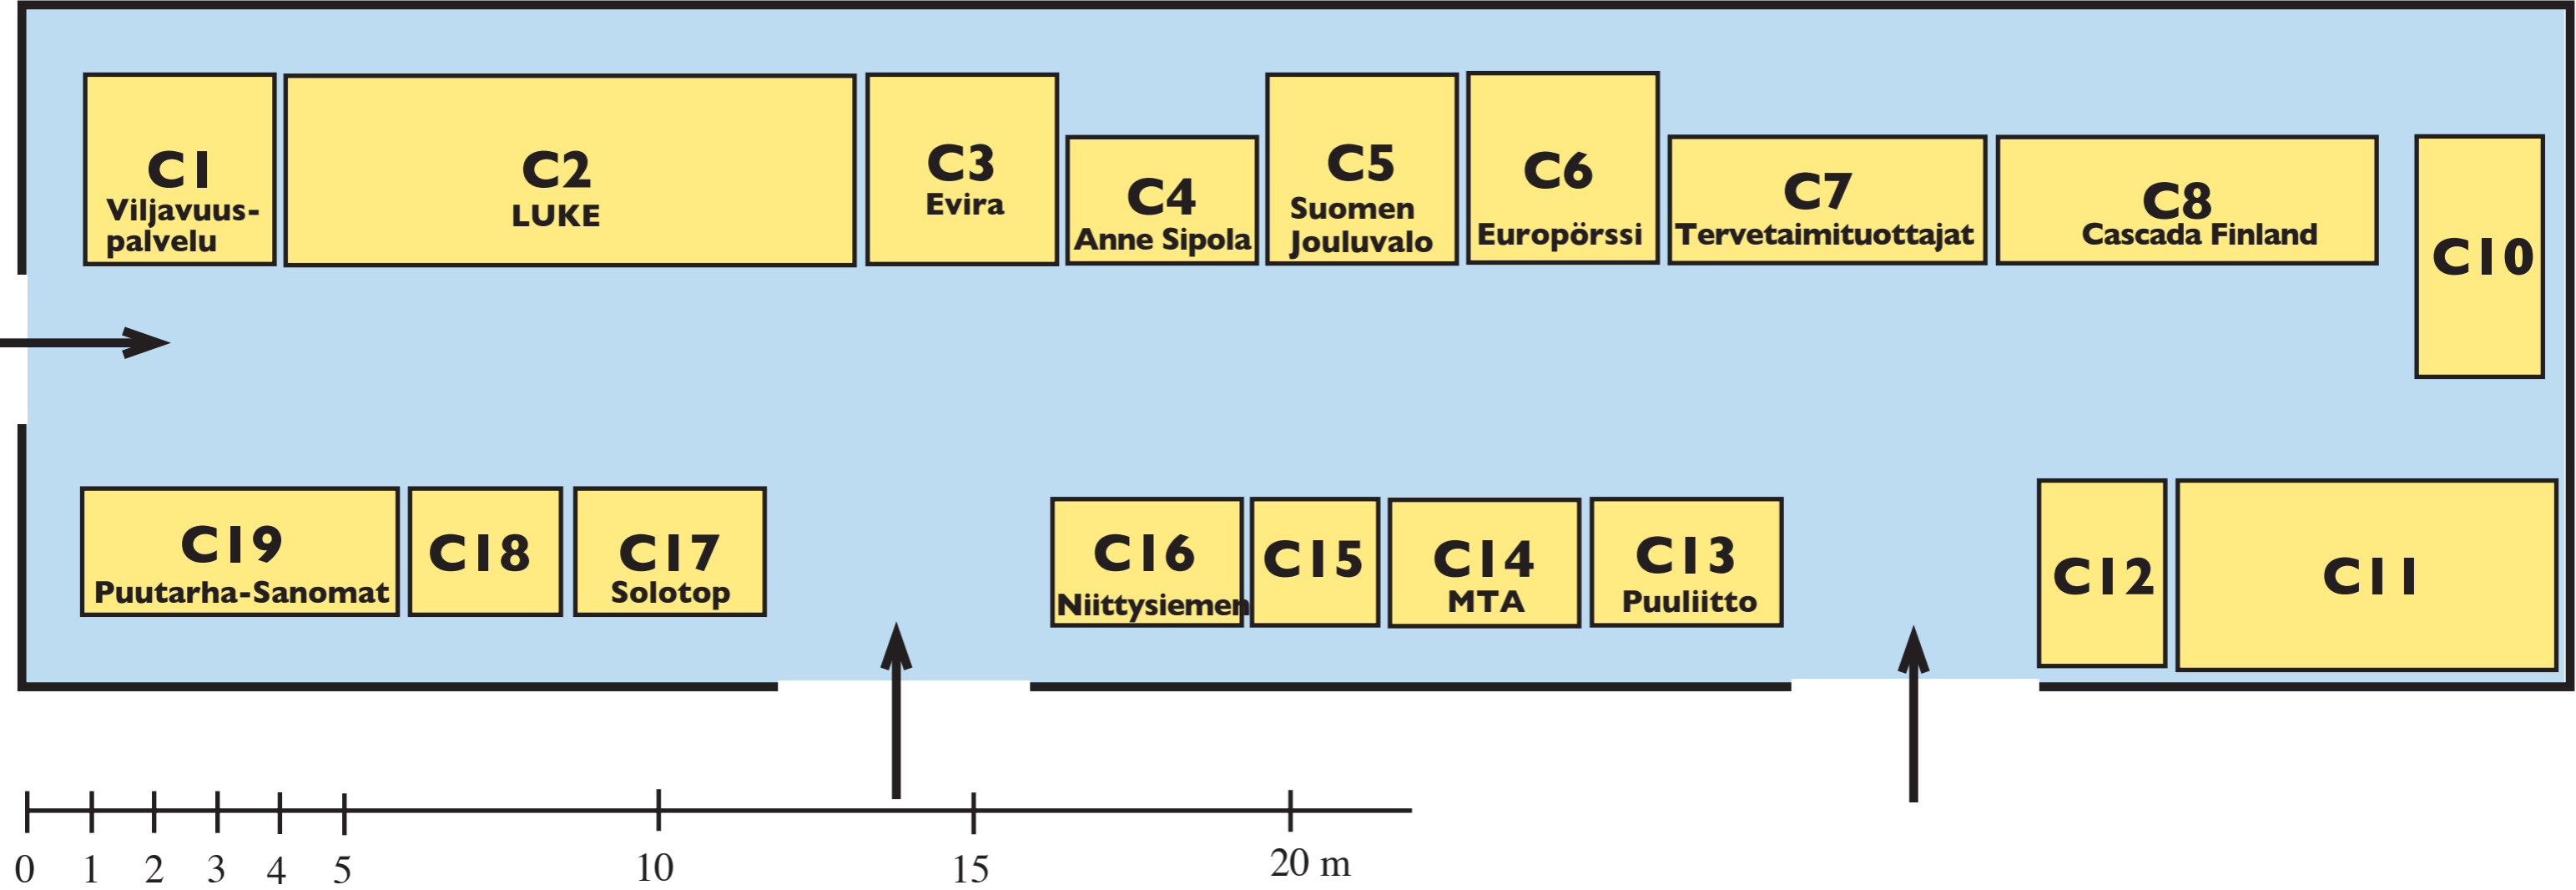 C1
Viljavuus-
palvelu
C2
LUKE
C3
Evira
C4
Anne Sipola
C5
Suomen
Jouluvalo
C6
Europörssi
C7
Tervetaimituottajat
C8
Cascada Finland
C10
C19
Puutarha-Sanomat
C18
C17
Solotop
C16
Niittysiemen
C15
C14
MTA
C13
Puuliitto
C12
C11
0 1 2 3 4 5 10 15 20 m